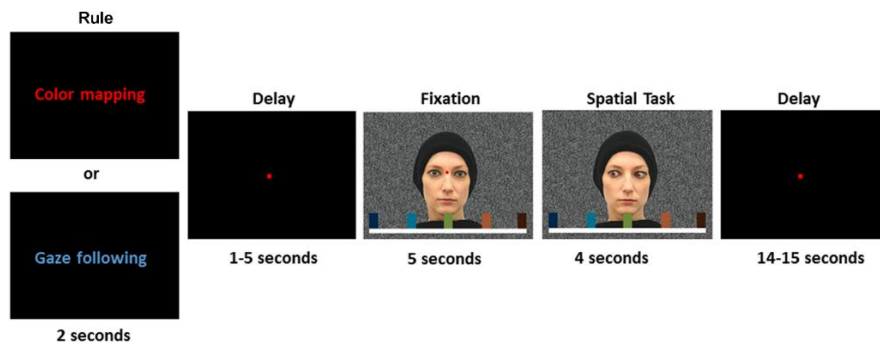 Rule
Color mapping
or
Gaze following
2 seconds
Delay
1-5 seconds
Fixation
5 seconds
Spatial Task
4 seconds
Delay
14-15 seconds